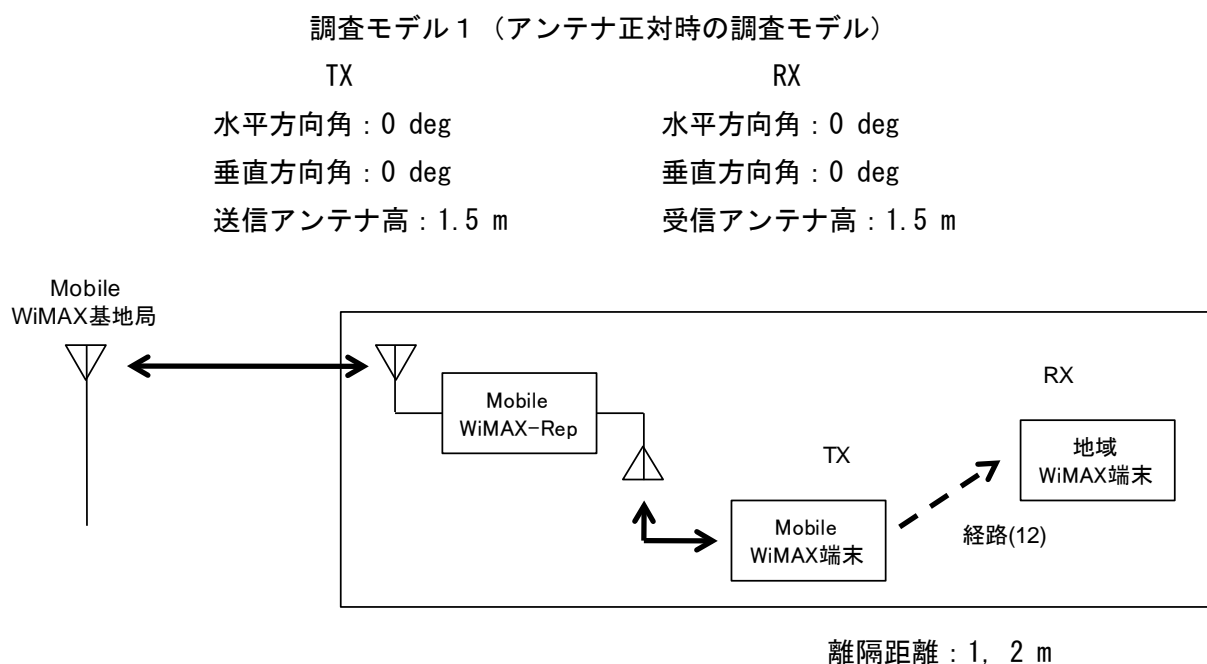 調査モデル１（アンテナ正対時の調査モデル）
TX
RX
水平方向角：0 deg
水平方向角：0 deg
垂直方向角：0 deg
垂直方向角：0 deg
送信アンテナ高：1.5 m
受信アンテナ高：1.5 m
Mobile
WiMAX基地局
Mobile
WiMAX-Rep
TX
Mobile
WiMAX端末
RX
地域
WiMAX端末
経路(12)
離隔距離：1, 2 m